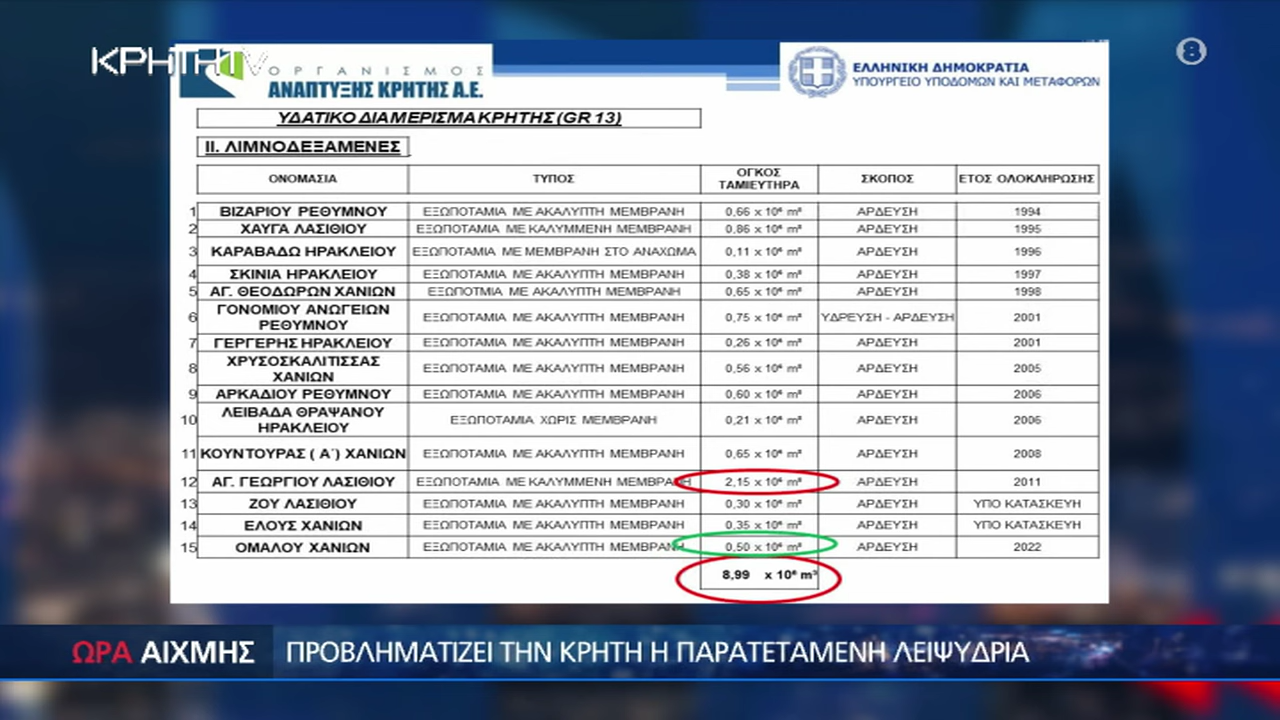 ΚΡΗΤΗ TV
8
ΟΡΓΑΝΙΣΜΟΣ
ΑΝΑΠΤΥΞΗΣ ΚΡΗΤΗΣ Α.Ε.
ΕΛΛΗΝΙΚΗ ΔΗΜΟΚΡΑΤΙΑ
ΥΠΟΥΡΓΕΙΟ ΥΠΟΔΟΜΩΝ ΚΑΙ ΜΕΤΑΦΟΡΩΝ
ΥΔΑΤΙΚΟ ΔΙΑΜΕΡΙΣΜΑ ΚΡΗΤΗΣ (GR 13)
ΙΙ. ΛΙΜΝΟΔΕΞΑΜΕΝΕΣ
ΟΝΟΜΑΣΙΑ ΤΥΠΟΣ ΟΓΚΟΣ ΤΑΜΙΕΥΤΗΡΑ ΣΚΟΠΟΣ ΕΤΟΣ ΟΛΟΚΛΗΡΩΣΗΣ
1 ΒΙΖΑΡΙΟΥ ΡΕΘΥΜΝΟΥ ΕΞΩΠΟΤΑΜΙΑ ΜΕ ΑΚΑΛΥΠΤΗ ΜΕΜΒΡΑΝΗ 0,66 x 10⁶ m³ ΑΡΔΕΥΣΗ 1994
2 ΧΑΥΓΑ ΛΑΣΙΘΙΟΥ ΕΞΩΠΟΤΑΜΙΑ ΜΕ ΚΑΛΥΜΜΕΝΗ ΜΕΜΒΡΑΝΗ 0,86 x 10⁶ m³ ΑΡΔΕΥΣΗ 1995
3 ΚΑΡΑΒΑΔΩ ΗΡΑΚΛΕΙΟΥ ΕΞΩΠΟΤΑΜΙΑ ΜΕ ΜΕΜΒΡΑΝΗ ΣΤΟ ΑΝΑΧΩΜΑ 0,11 x 10⁶ m³ ΑΡΔΕΥΣΗ 1996
4 ΣΚΙΝΙΑ ΗΡΑΚΛΕΙΟΥ ΕΞΩΠΟΤΑΜΙΑ ΜΕ ΑΚΑΛΥΠΤΗ ΜΕΜΒΡΑΝΗ 0,38 x 10⁶ m³ ΑΡΔΕΥΣΗ 1997
5 ΑΓ. ΘΕΟΔΩΡΩΝ ΧΑΝΙΩΝ ΕΞΩΠΟΤΜΙΑ ΜΕ ΑΚΑΛΥΠΤΗ ΜΕΜΒΡΑΝΗ 0,65 x 10⁶ m³ ΑΡΔΕΥΣΗ 1998
6 ΓΟΝΟΜΙΟΥ ΑΝΩΓΕΙΩΝ ΡΕΘΥΜΝΟΥ ΕΞΩΠΟΤΑΜΙΑ ΜΕ ΑΚΑΛΥΠΤΗ ΜΕΜΒΡΑΝΗ 0,75 x 10⁶ m³ ΥΔΡΕΥΣΗ - ΑΡΔΕΥΣΗ 2001
7 ΓΕΡΓΕΡΗΣ ΗΡΑΚΛΕΙΟΥ ΕΞΩΠΟΤΑΜΙΑ ΜΕ ΑΚΑΛΥΠΤΗ ΜΕΜΒΡΑΝΗ 0,26 x 10⁶ m³ ΑΡΔΕΥΣΗ 2001
8 ΧΡΥΣΟΣΚΑΛΙΤΙΣΣΑΣ ΧΑΝΙΩΝ ΕΞΩΠΟΤΑΜΙΑ ΜΕ ΑΚΑΛΥΠΤΗ ΜΕΜΒΡΑΝΗ 0,56 x 10⁶ m³ ΑΡΔΕΥΣΗ 2005
9 ΑΡΚΑΔΙΟΥ ΡΕΘΥΜΝΟΥ ΕΞΩΠΟΤΑΜΙΑ ΜΕ ΑΚΑΛΥΠΤΗ ΜΕΜΒΡΑΝΗ 0,60 x 10⁶ m³ ΑΡΔΕΥΣΗ 2006
10 ΛΕΙΒΑΔΑ ΘΡΑΨΑΝΟΥ ΗΡΑΚΛΕΙΟΥ ΕΞΩΠΟΤΑΜΙΑ ΧΩΡΙΣ ΜΕΜΒΡΑΝΗ 0,21 x 10⁶ m³ ΑΡΔΕΥΣΗ 2006
11 ΚΟΥΝΤΟΥΡΑΣ ( Α΄) ΧΑΝΙΩΝ ΕΞΩΠΟΤΑΜΙΑ ΜΕ ΑΚΑΛΥΠΤΗ ΜΕΜΒΡΑΝΗ 0,65 x 10⁶ m³ ΑΡΔΕΥΣΗ 2008
12 ΑΓ. ΓΕΩΡΓΙΟΥ ΛΑΣΙΘΙΟΥ ΕΞΩΠΟΤΑΜΙΑ ΜΕ ΚΑΛΥΜΜΕΝΗ ΜΕΜΒΡΑΝΗ 2,15 x 10⁶ m³ ΑΡΔΕΥΣΗ 2011
13 ΖΟΥ ΛΑΣΙΘΙΟΥ ΕΞΩΠΟΤΑΜΙΑ ΜΕ ΑΚΑΛΥΠΤΗ ΜΕΜΒΡΑΝΗ 0,30 x 10⁶ m³ ΑΡΔΕΥΣΗ ΥΠΟ ΚΑΤΑΣΚΕΥΗ
14 ΕΛΟΥΣ ΧΑΝΙΩΝ ΕΞΩΠΟΤΑΜΙΑ ΜΕ ΑΚΑΛΥΠΤΗ ΜΕΜΒΡΑΝΗ 0,35 x 10⁶ m³ ΑΡΔΕΥΣΗ ΥΠΟ ΚΑΤΑΣΚΕΥΗ
15 ΟΜΑΛΟΥ ΧΑΝΙΩΝ ΕΞΩΠΟΤΑΜΙΑ ΜΕ ΑΚΑΛΥΠΤΗ ΜΕΜΒΡΑΝΗ 0,50 x 10⁶ m³ ΑΡΔΕΥΣΗ 2022
8,99 x 10⁶ m³
ΩΡΑ ΑΙΧΜΗΣ ΠΡΟΒΛΗΜΑΤΙΖΕΙ ΤΗΝ ΚΡΗΤΗ Η ΠΑΡΑΤΕΤΑΜΕΝΗ ΛΕΙΨΥΔΡΙΑ